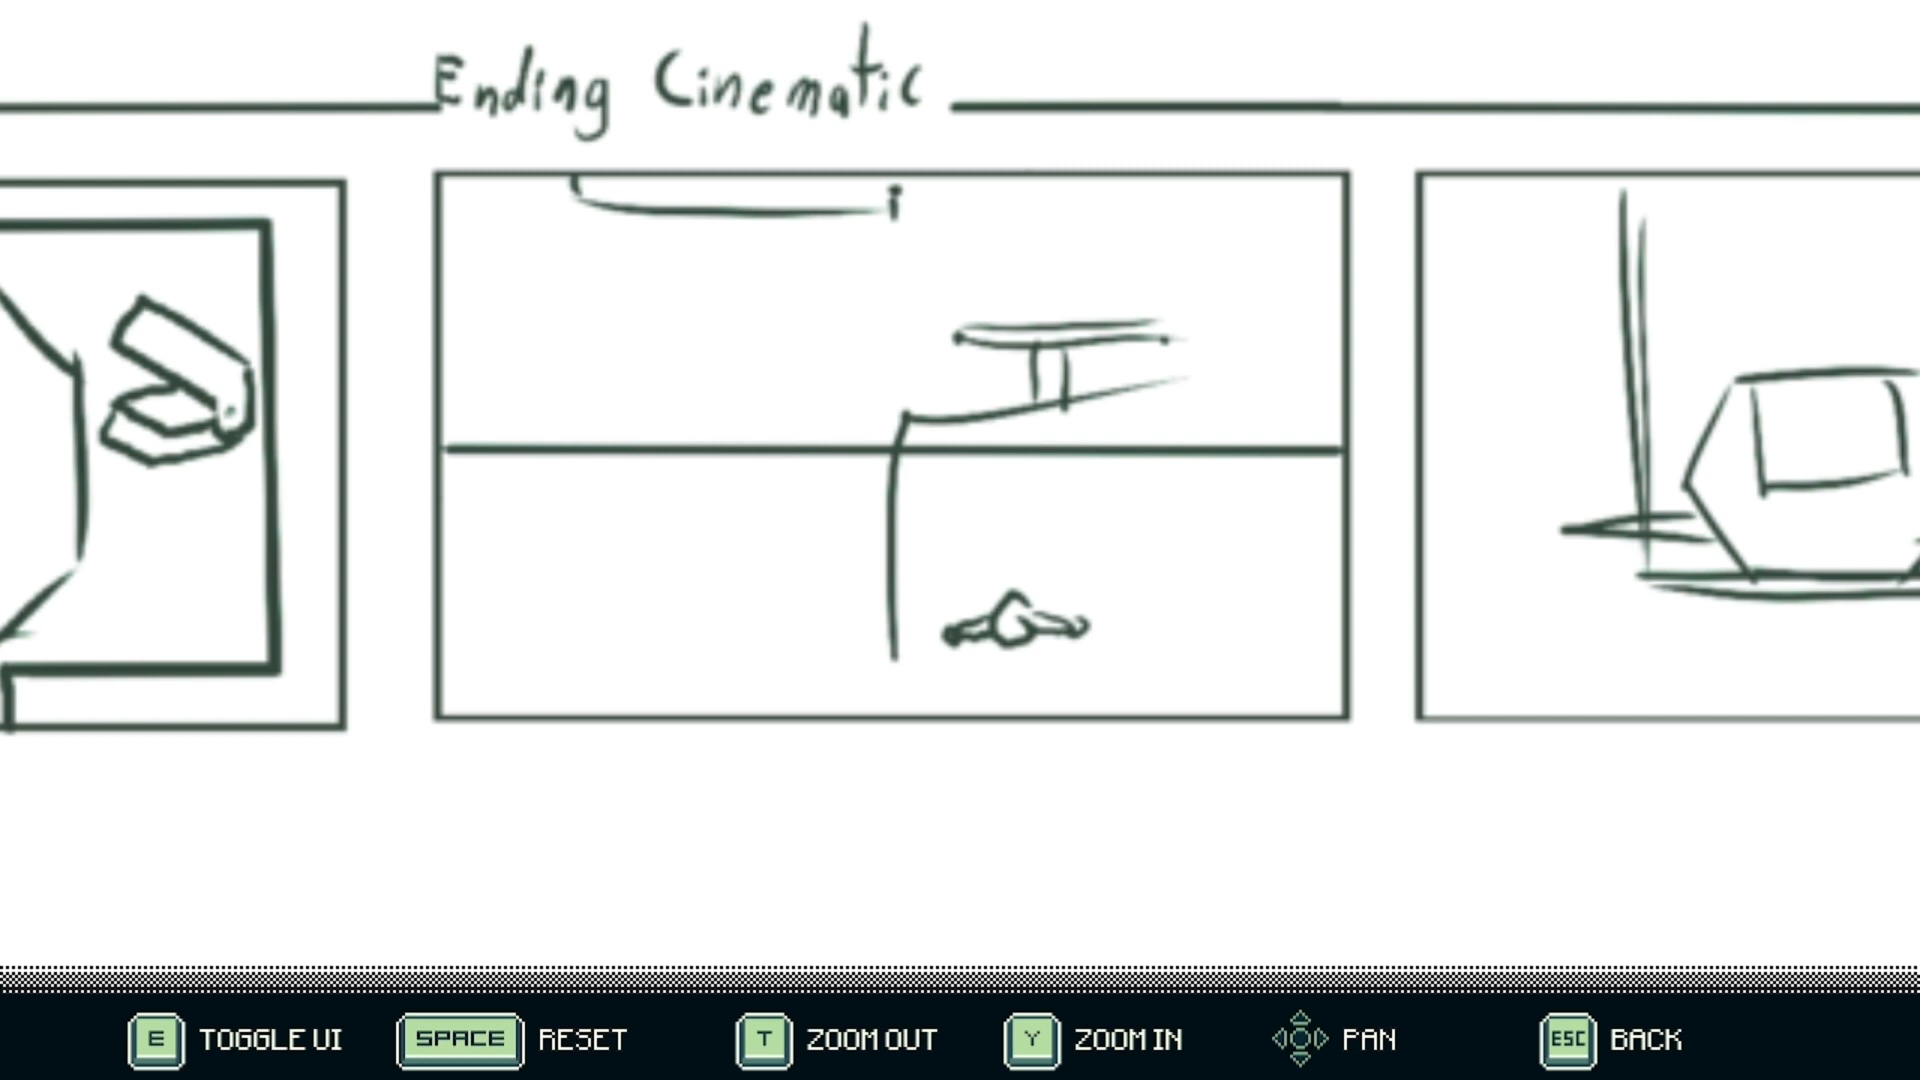 Ending Cinematic
E TOGGLE UI SPACE RESET T ZOOM OUT Y ZOOM IN PAN ESC BACK